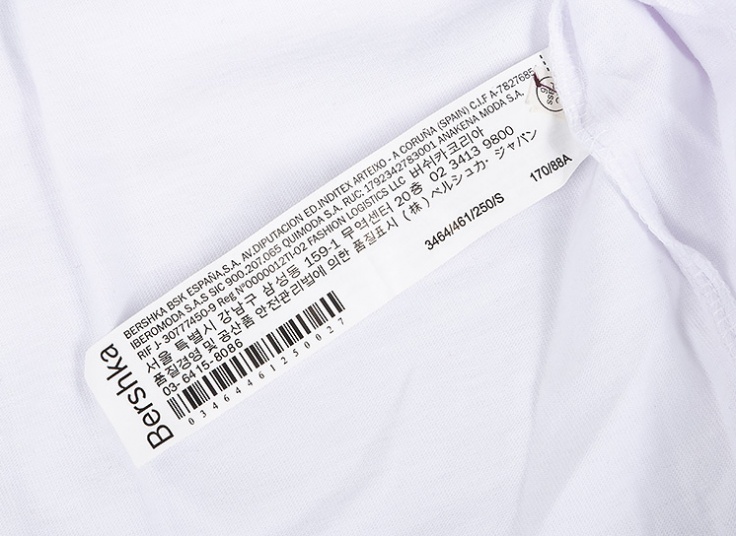 Bershka
BERSHKA BSK ESPAÑA,S.A. AV.DIPUTACION ED.INDITEX ARTEIXO - A CORUÑA (SPAIN) C.I.F A-7827685
IBEROMODA S.A.S SIC 900.207.065 QUIMODA S.A. RUC: 1792342783001 ANAKENA MODA S.A.
RIF J-30777450-9 Reg Nº0000012TI-02 FASHION LOGISTICS LLC 버쉬카코리아
서울 특별시 강남구 삼성동 159-1 무역센터 20층 02 3413 9800
품질경영 및 공산품 안전관리법에 의한 품질표시 (株) ベルシュカ・ジャパン
03-6415-8086
3464/461/250/S
170/88A
03464461250027